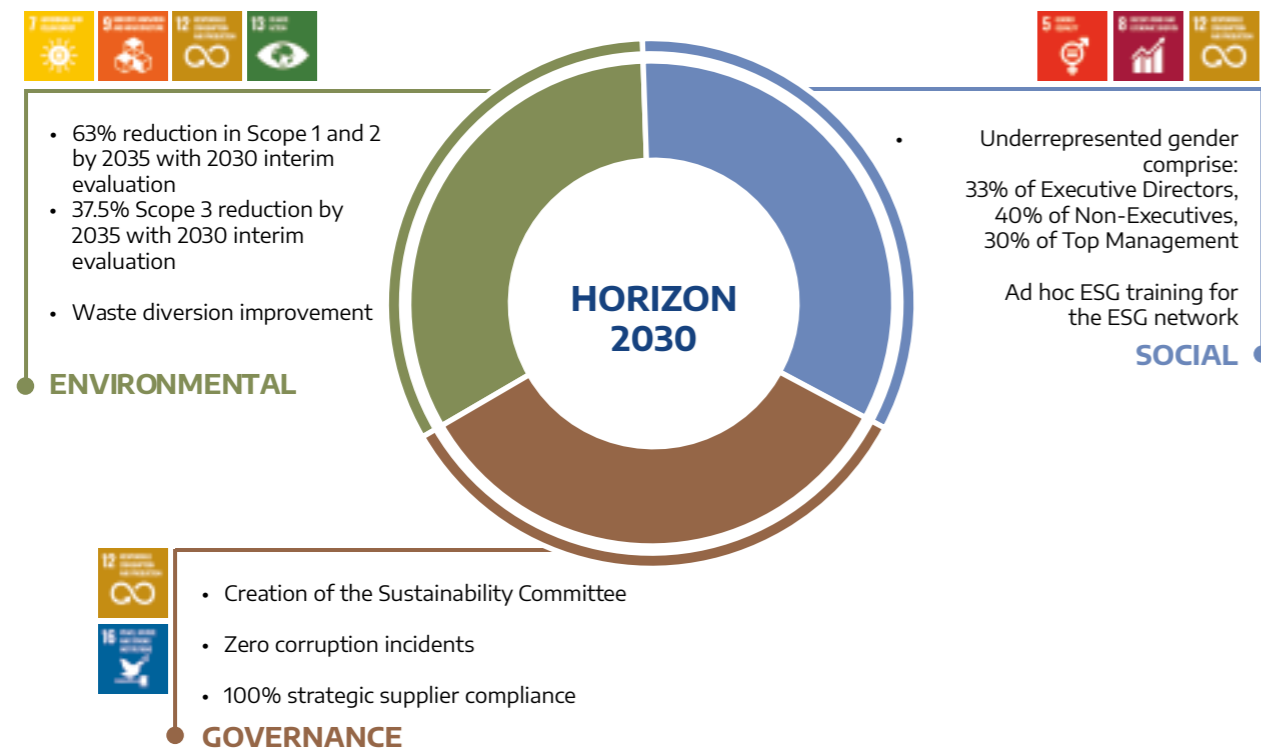 7
9
12
13
• 63% reduction in Scope 1 and 2
by 2035 with 2030 interim
evaluation
• 37.5% Scope 3 reduction by
2035 with 2030 interim
evaluation
• Waste diversion improvement
ENVIRONMENTAL
HORIZON
2030
5
8
12
• Underrepresented gender
comprise:
33% of Executive Directors,
40% of Non-Executives,
30% of Top Management
Ad hoc ESG training for
the ESG network
SOCIAL
12
16
• Creation of the Sustainability Committee
• Zero corruption incidents
• 100% strategic supplier compliance
GOVERNANCE